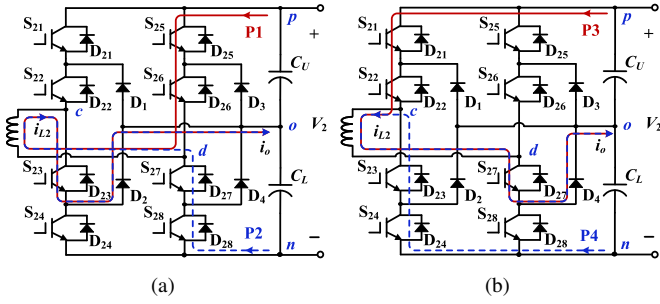 S21 S25 P1 p
D21 D25 +
S22 S26 CU
D22 D1 D26 D3
c
iL2 o V2
d io
S23 S27
D23 D2 D27 D4 CL
S24 S28 P2
D24 D28 n −
(a)
S21 S25 P3 p
D21 D25 +
S22 S26 CU
D22 D1 D26 D3
c
iL2 o V2
d io
S23 S27
D23 D2 D27 D4 CL
S24 S28 P4
D24 D28 n −
(b)